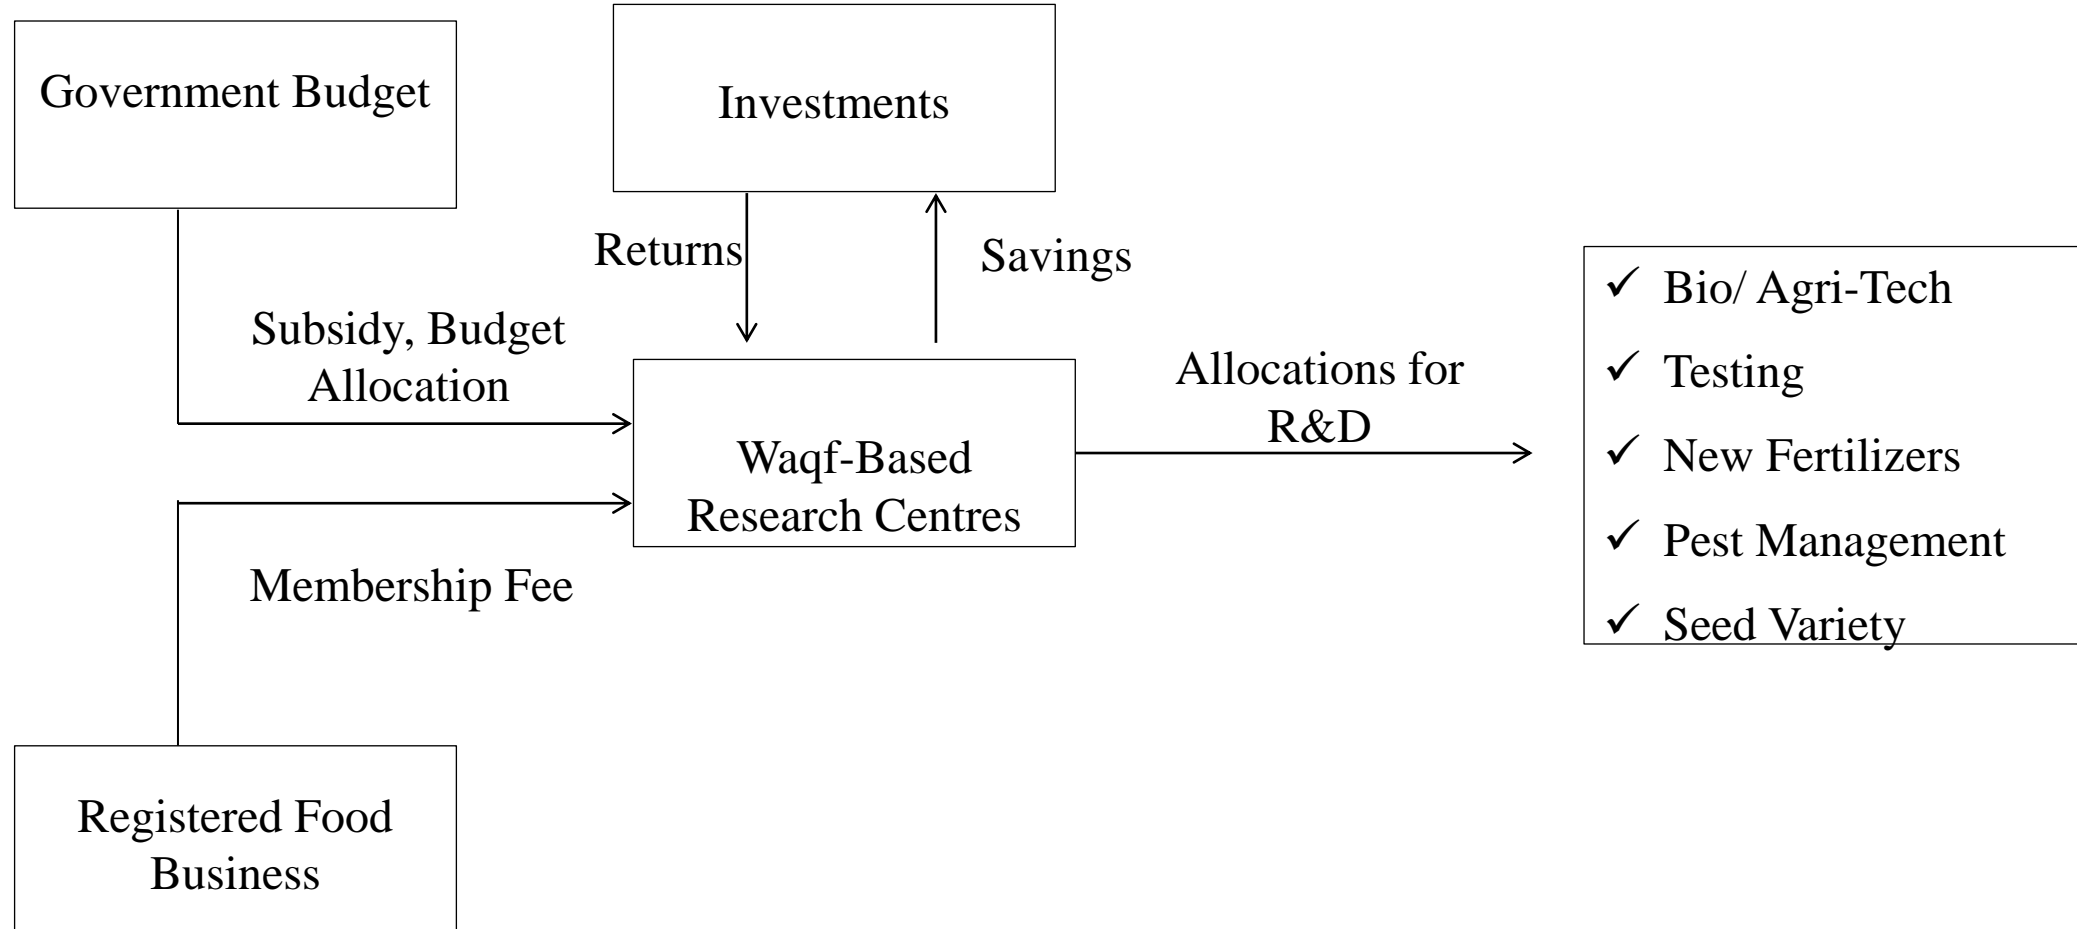 Government Budget
Investments
Returns
Savings
Subsidy, Budget
Allocation
Waqf-Based
Research Centres
Allocations for
R&D
✓ Bio/ Agri-Tech
✓ Testing
✓ New Fertilizers
✓ Pest Management
✓ Seed Variety
Membership Fee
Registered Food
Business